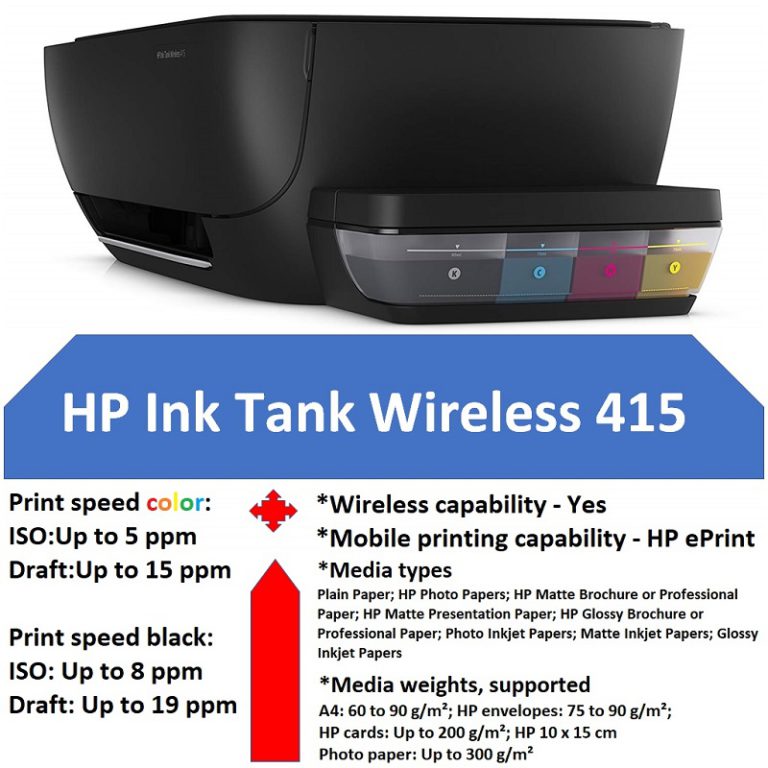 HP Ink Tank Wireless 415
K
C
M
Y
HP Ink Tank Wireless 415
Print speed color:
ISO:Up to 5 ppm
Draft:Up to 15 ppm
Print speed black:
ISO: Up to 8 ppm
Draft: Up to 19 ppm
*Wireless capability - Yes
*Mobile printing capability - HP ePrint
*Media types
Plain Paper; HP Photo Papers; HP Matte Brochure or Professional
Paper; HP Matte Presentation Paper; HP Glossy Brochure or
Professional Paper; Photo Inkjet Papers; Matte Inkjet Papers; Glossy
Inkjet Papers
*Media weights, supported
A4: 60 to 90 g/m²; HP envelopes: 75 to 90 g/m²;
HP cards: Up to 200 g/m²; HP 10 x 15 cm
Photo paper: Up to 300 g/m²